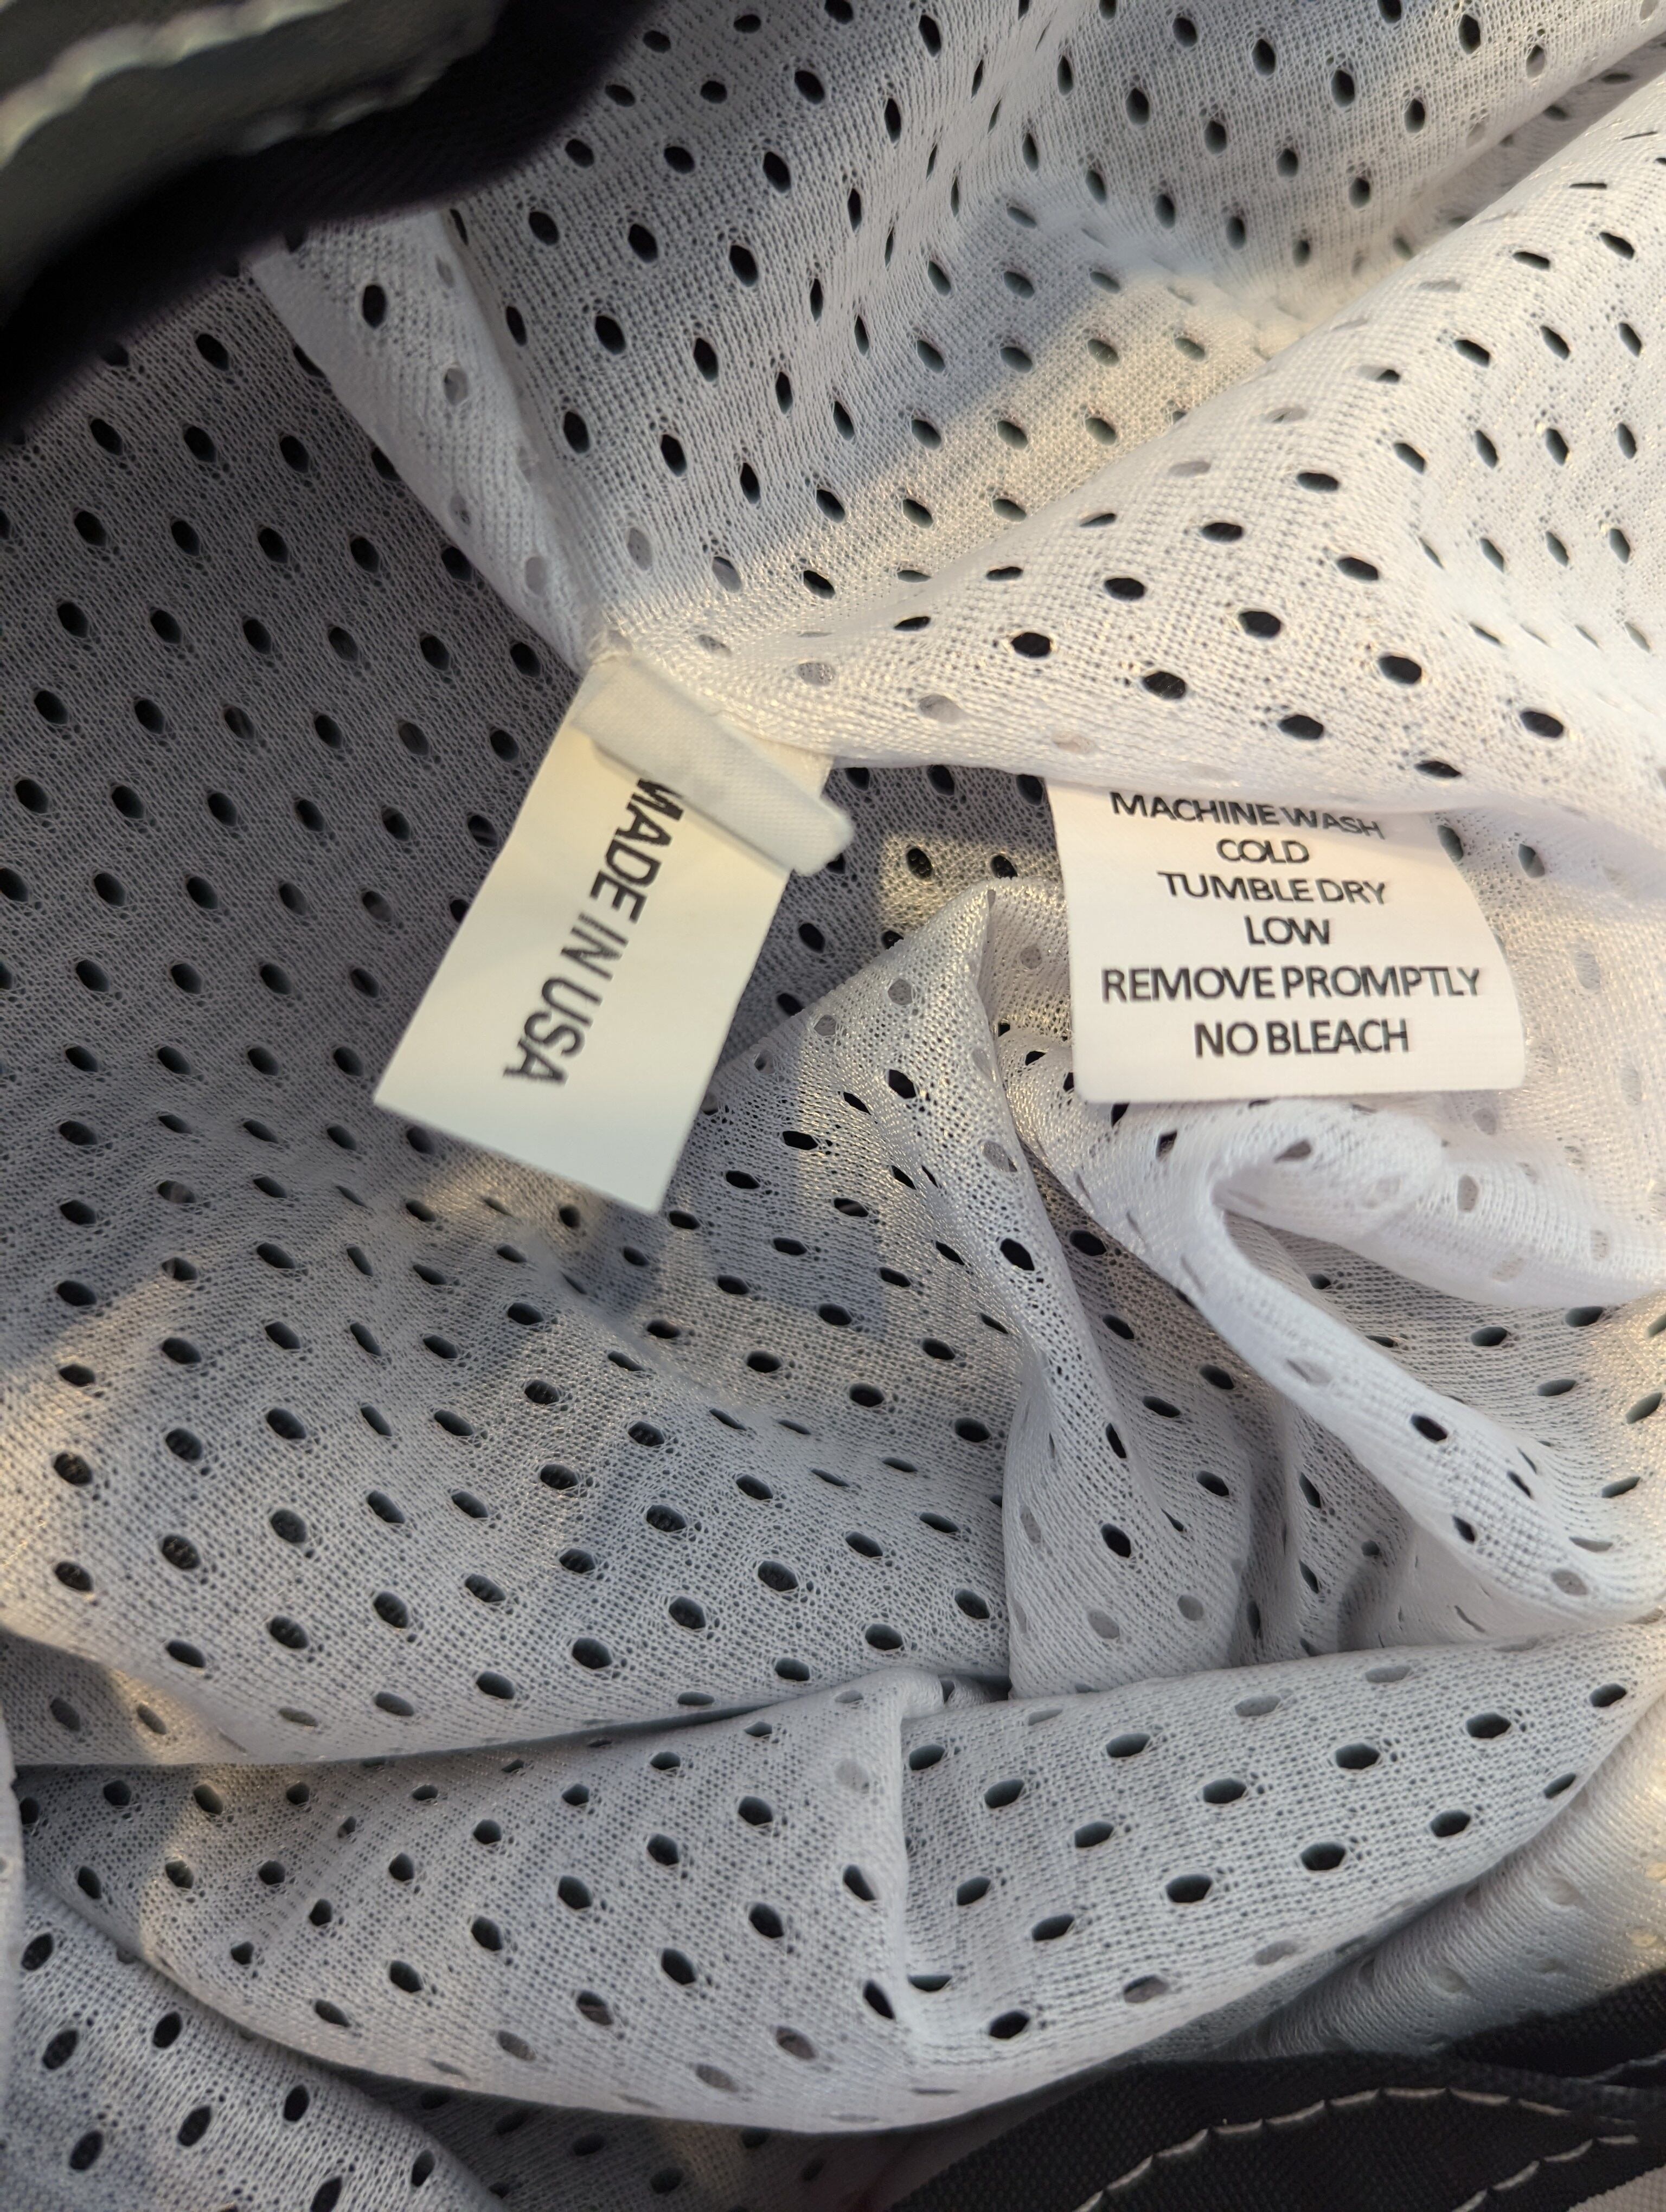 MADE IN USA
MACHINE WASH
COLD
TUMBLE DRY
LOW
REMOVE PROMPTLY
NO BLEACH